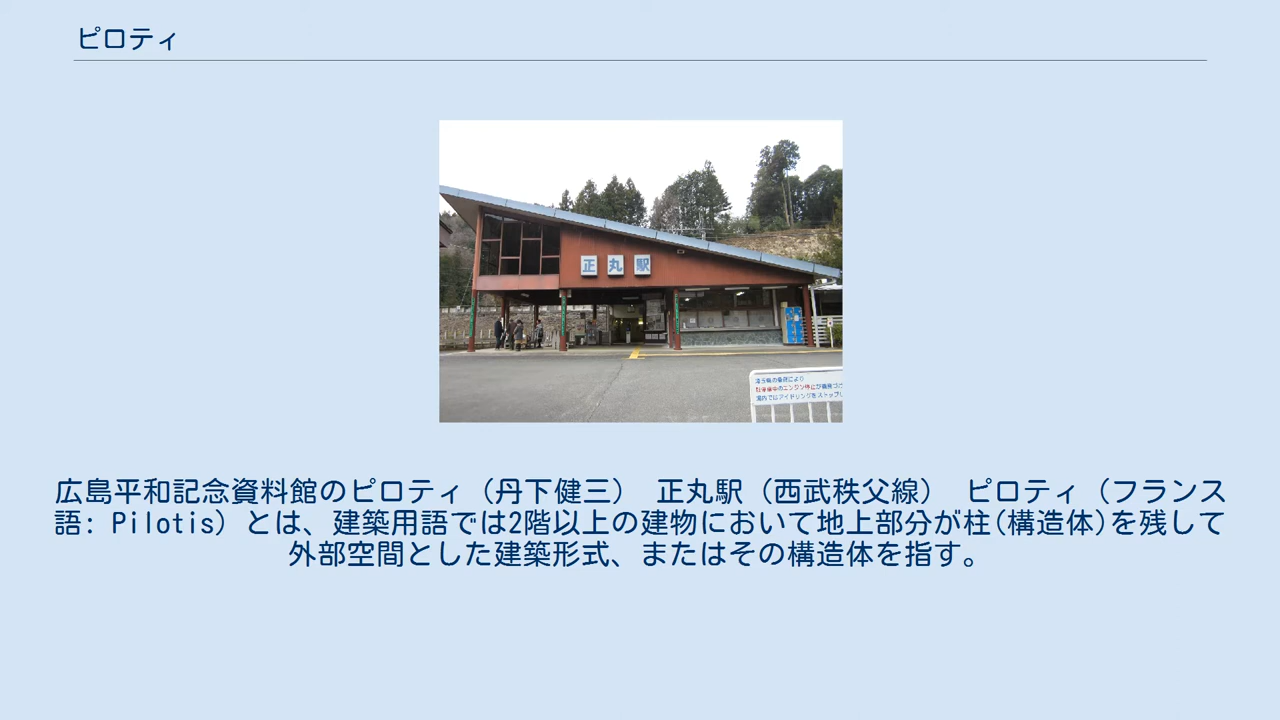 ピロティ
正丸駅
広島平和記念資料館のピロティ（丹下健三） 正丸駅（西武秩父線） ピロティ（フランス
語: Pilotis）とは、建築用語では2階以上の建物において地上部分が柱(構造体)を残して
外部空間とした建築形式、またはその構造体を指す。